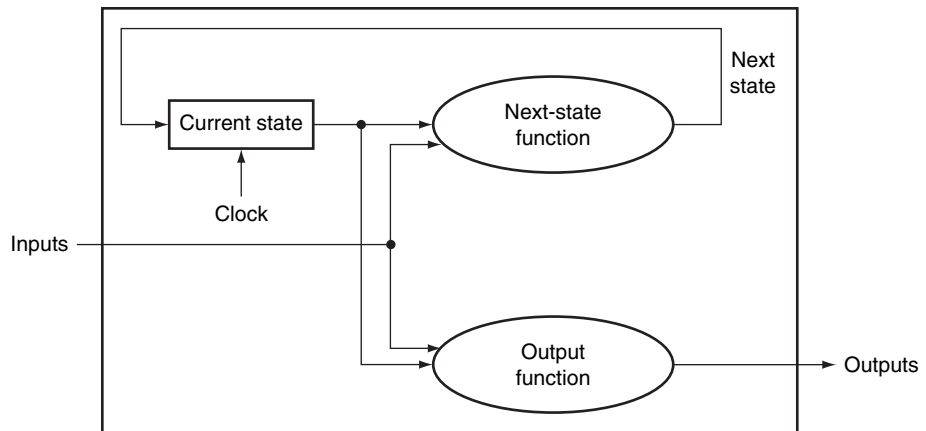 Next
state
Next-state
function
Current state
Clock
Inputs
Output
function
Outputs